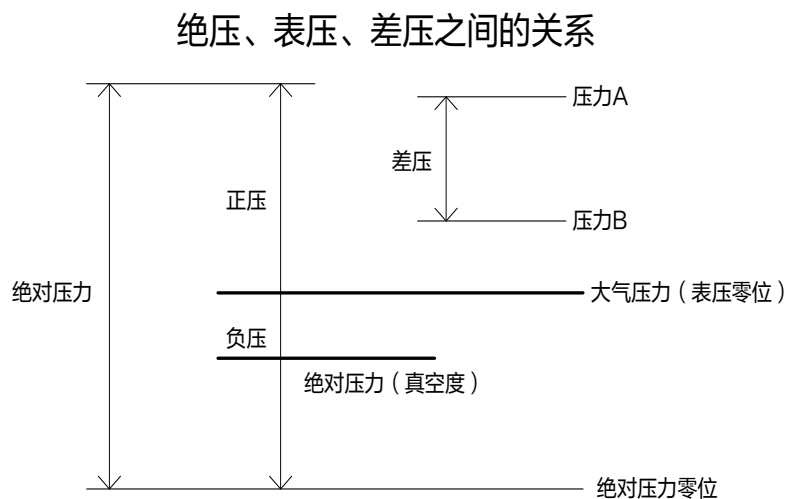 绝压、表压、差压之间的关系
压力A
差压
正压
压力B
绝对压力
大气压力（表压零位）
负压
绝对压力（真空度）
绝对压力零位